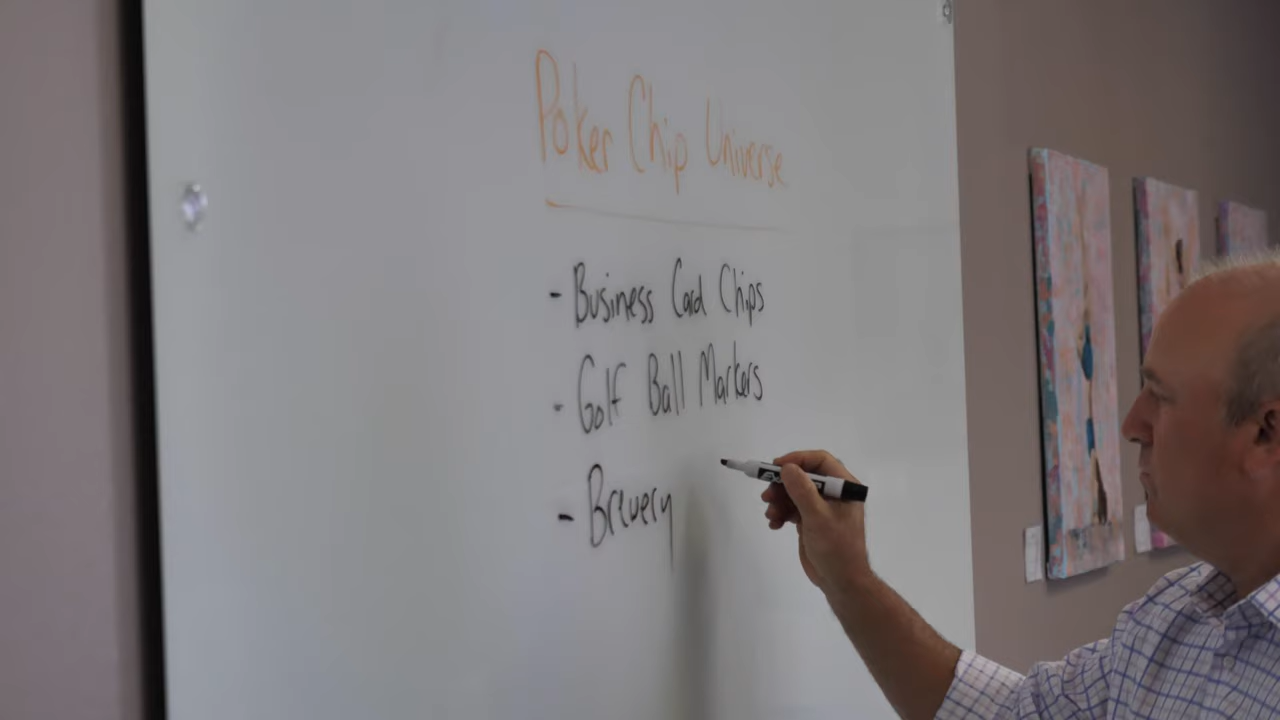 Poker Chip Universe
- Business Card Chips
- Golf Ball Markers
- Brewery